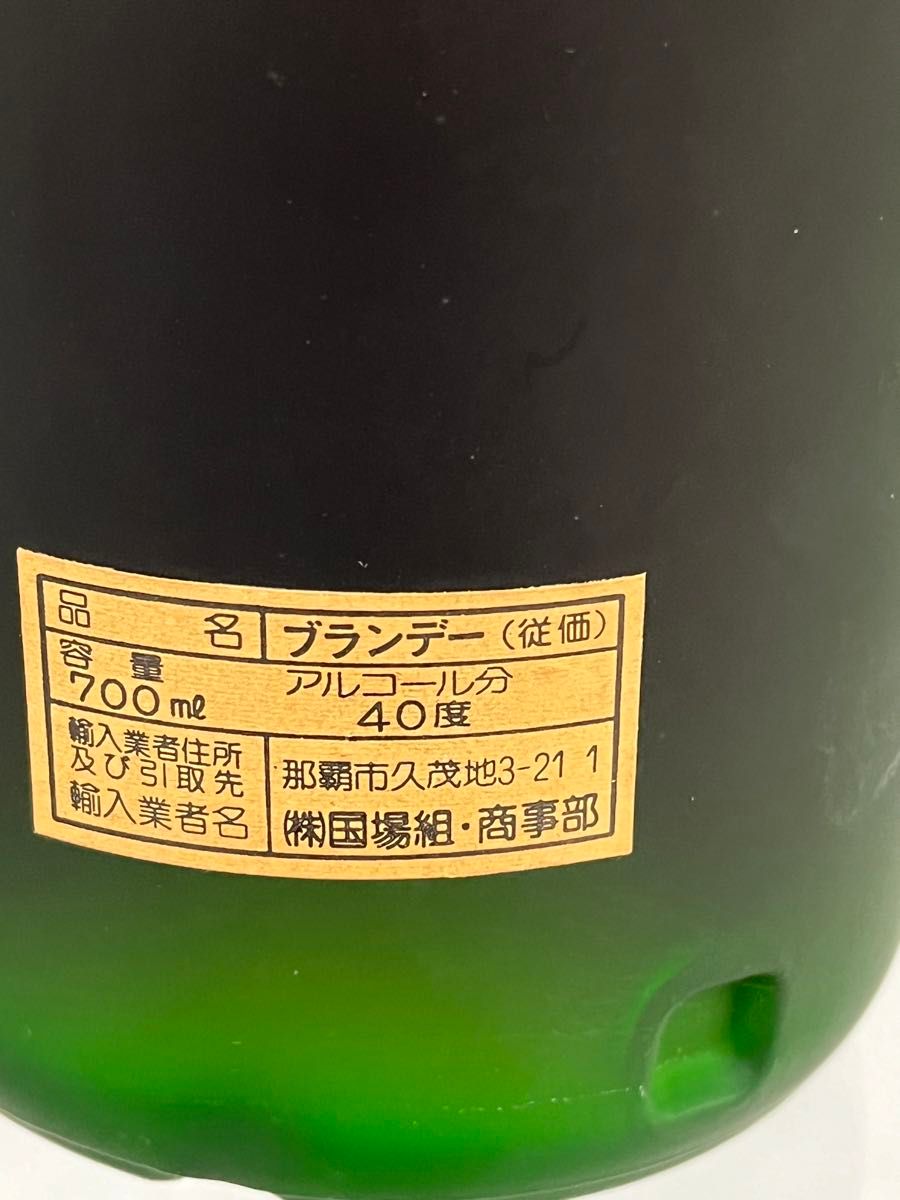 品名 ブランデー(従価)
容量 アルコール分
700ml 40度
輸入業者住所
及び引取先 那覇市久茂地3-21 1
輸入業者名 ㈱国場組・商事部